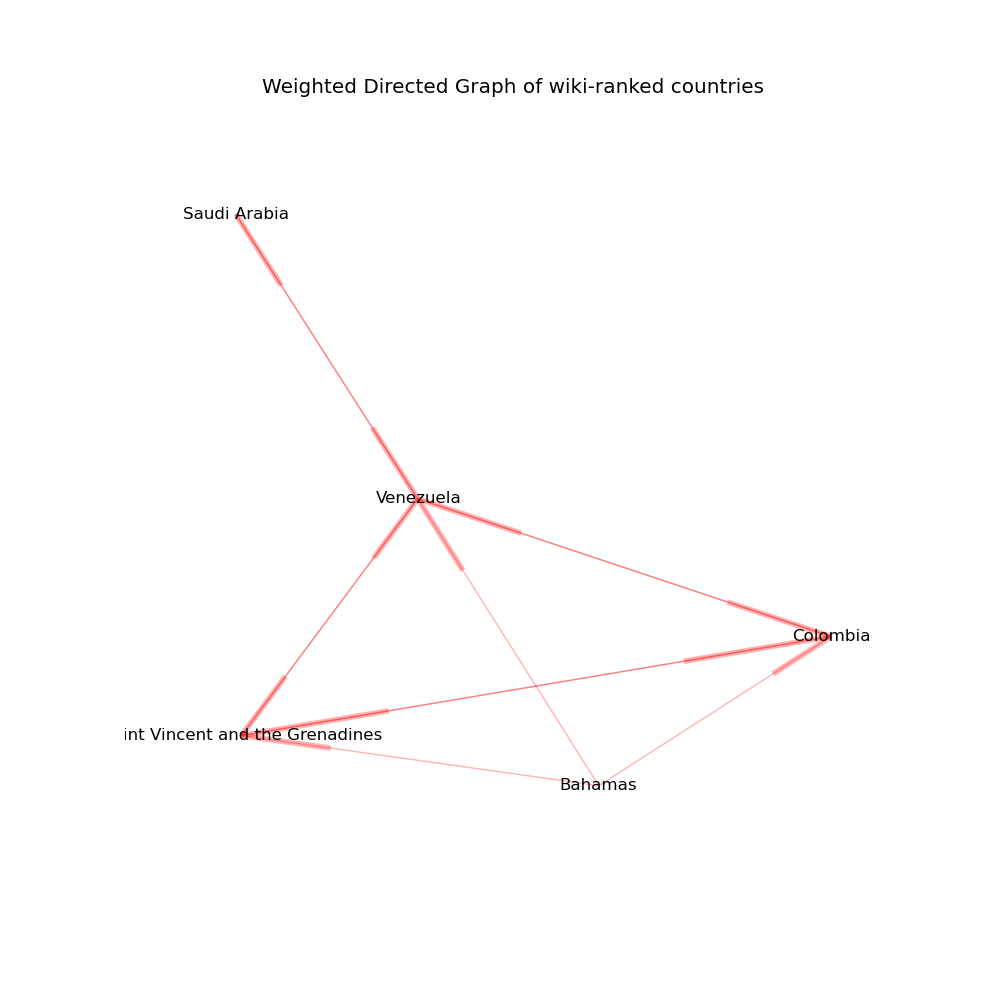 Weighted Directed Graph of wiki-ranked countries
Saudi Arabia
Venezuela
Colombia
int Vincent and the Grenadines
Bahamas